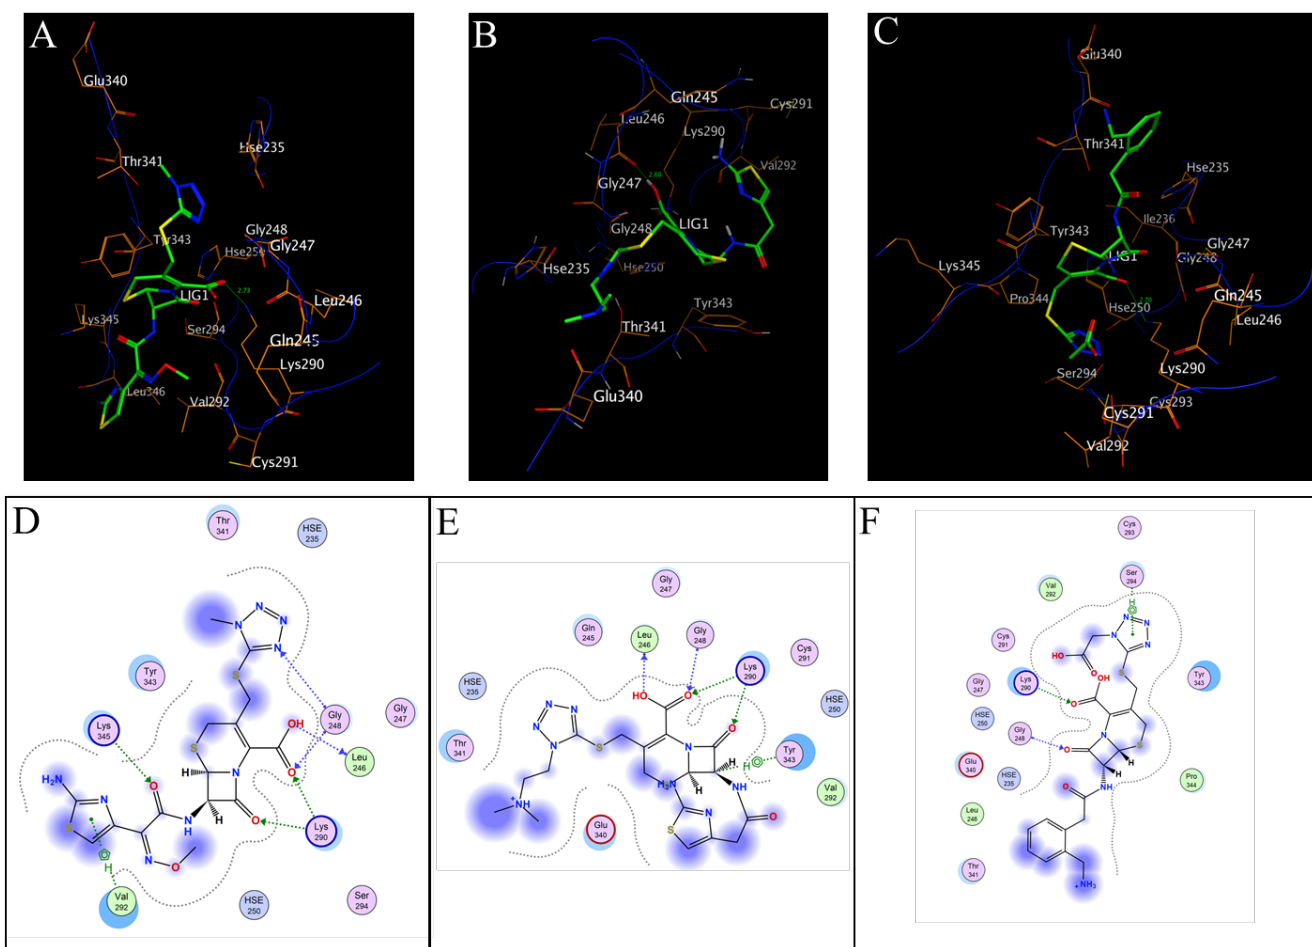 A
Glu340
Hse235
Thr341
Tyr343
Gly248
Gly247
LIG1
2.73
Leu246
Lys345
Ser294
Gln245
Lys290
Leu346
Val292
Cys291
B
Gln245
Cys291
Leu246
Lys290
Val292
2.60
Gly247
LIG1
Gly248
Hse235
Hse250
Tyr343
Thr341
Glu340
C
Glu340
Thr341
Hse235
Ile236
Tyr343
Gly247
LIG1
Gly248
Lys345
Pro344
Hse250
Gln245
Leu246
Ser294
Lys290
Cys293
Cys291
Val292
D
Thr
341
HSE
235
N
N
N
N
S
Tyr
343
Lys
345
Gly
248
Gly
247
OH
Leu
246
S
O
H
N
O
H₂N
N
S
NH
H
O
Lys
290
N
O
H
Val
292
HSE
250
Ser
294
E
Gly
247
Gln
245
Leu
246
Gly
248
Cys
291
Lys
290
HSE
235
HO
O
HSE
250
N
N
N
N
S
N
O
Thr
341
H
H
Tyr
343
H₂N
H
NH
NH
N
S
O
Val
292
Glu
340
F
Cys
293
Ser
294
H
N
N
N
N
Cys
291
HO
O
S
OH
Lys
290
O
Tyr
343
Gly
247
HSE
250
N
S
Gly
248
O
H
Glu
340
HSE
235
NH
O
Pro
344
Leu
246
Thr
341
NH₃